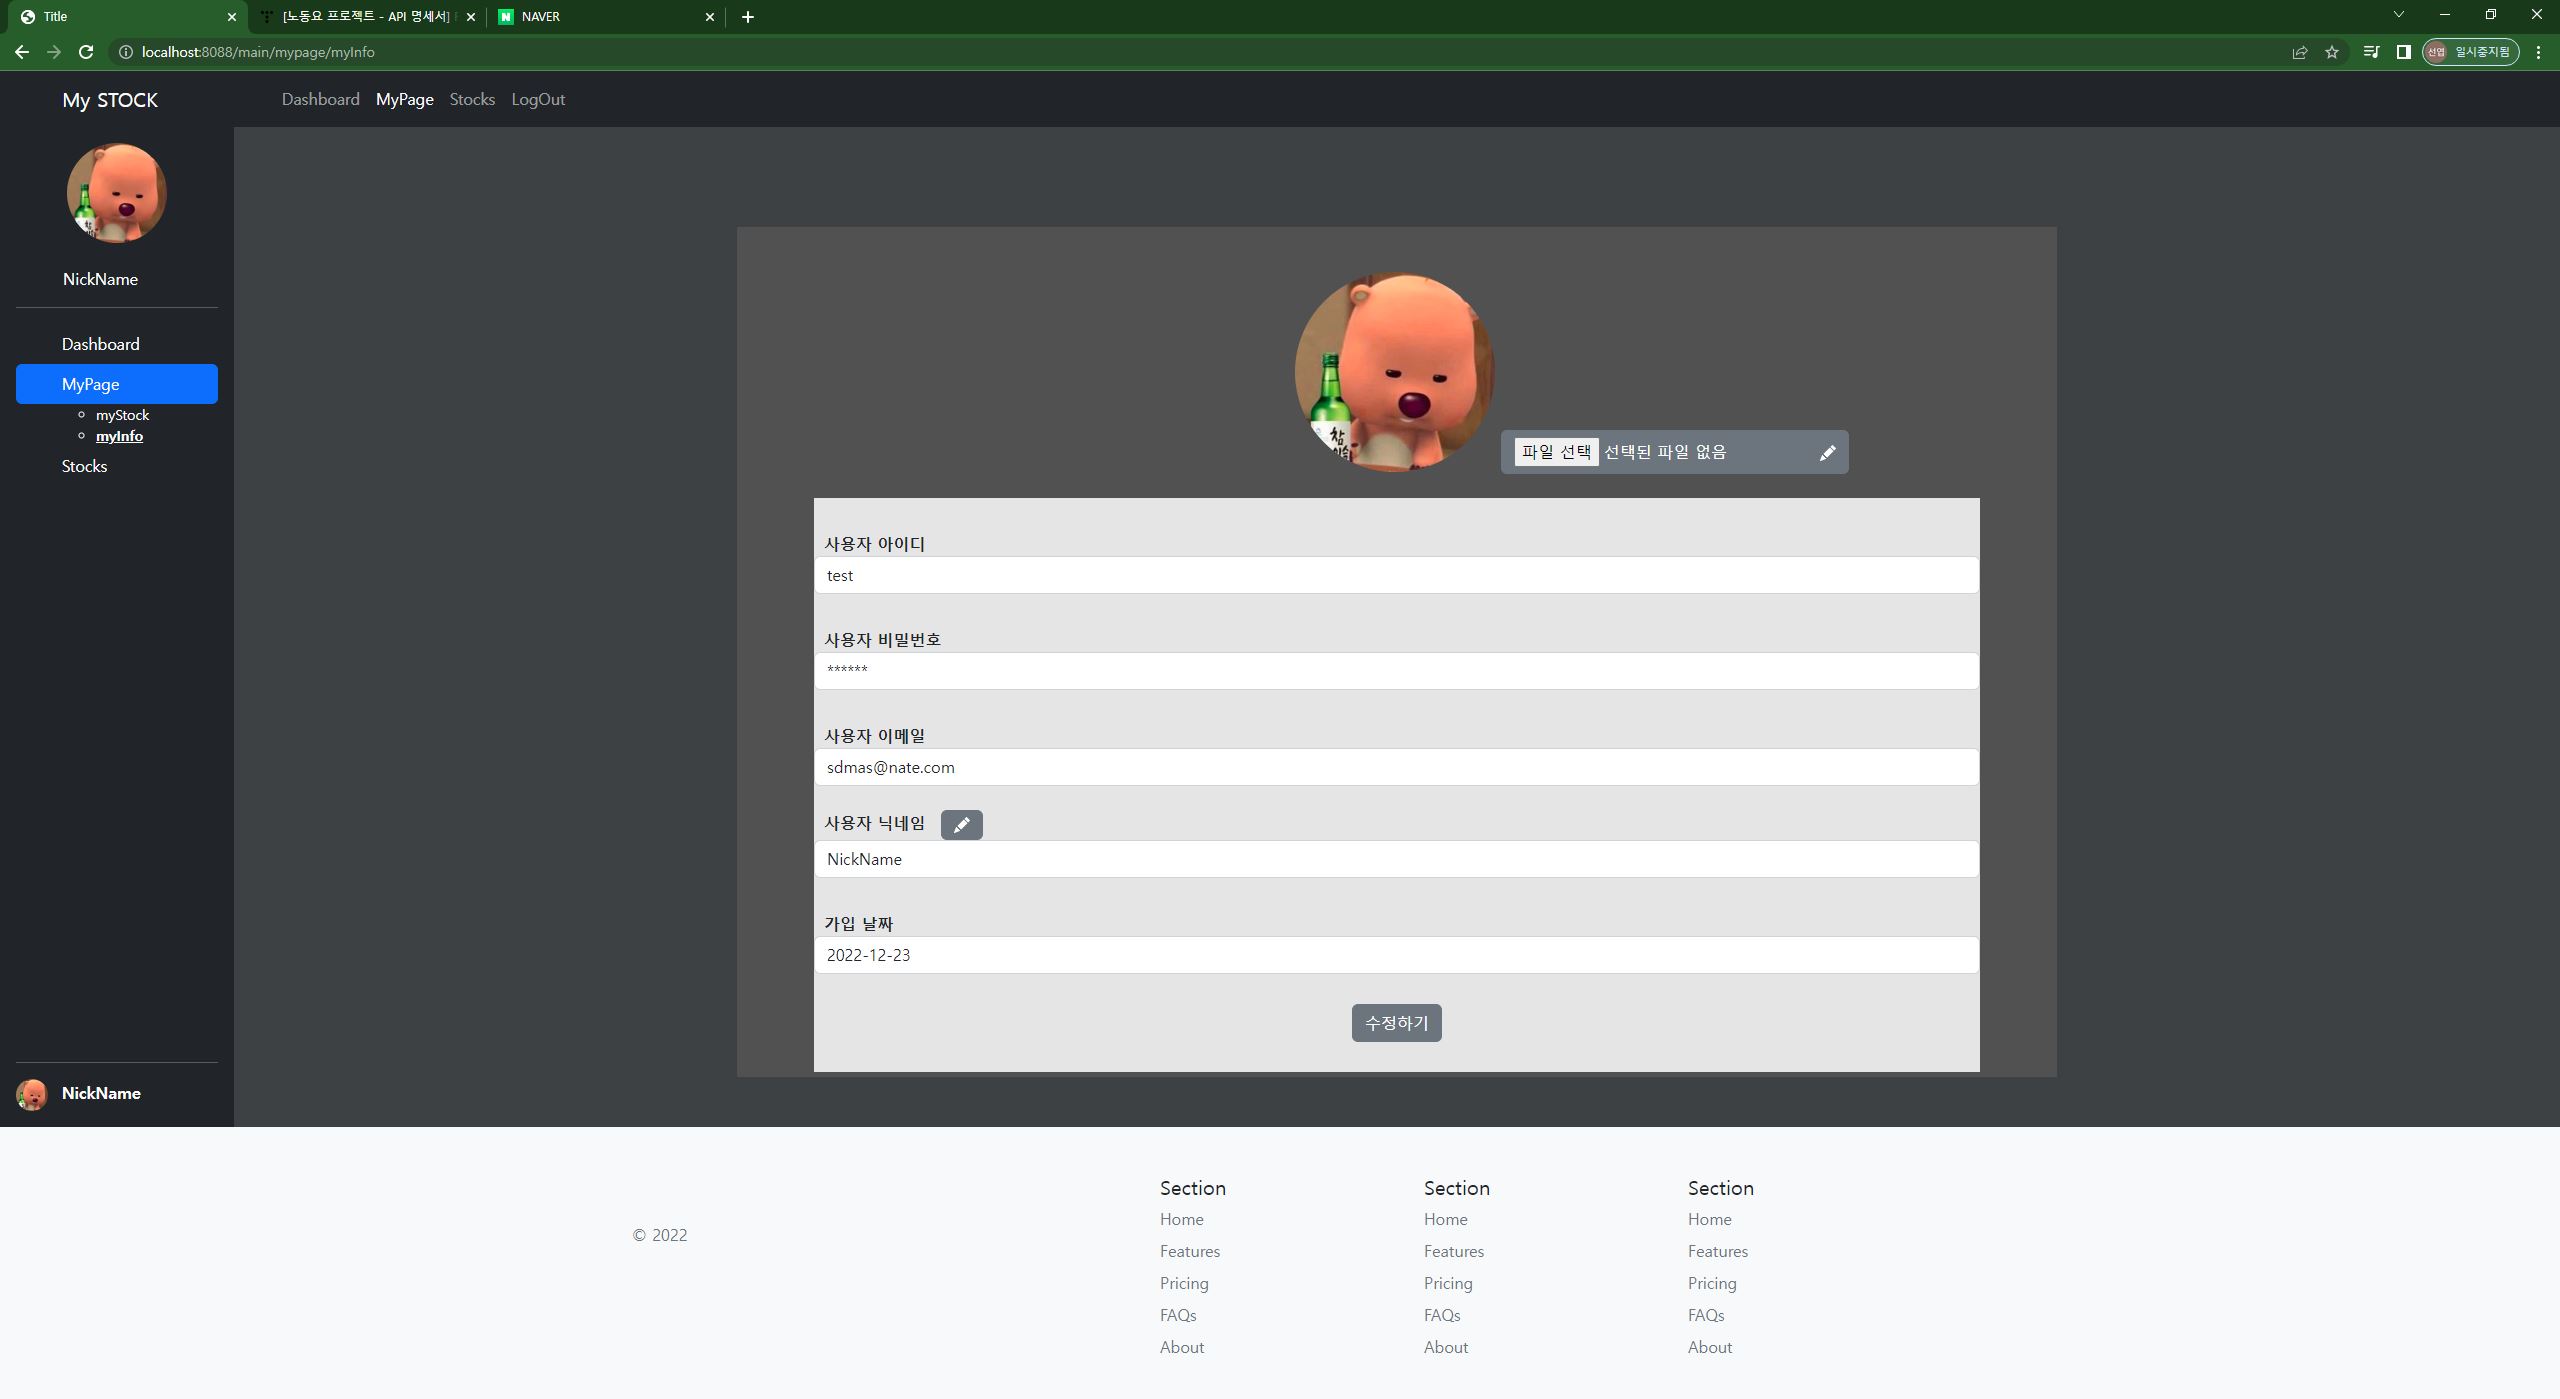 Title
[노동요 프로젝트 - API 명세서]
NAVER
localhost:8088/main/mypage/myInfo
선엽
일시중지됨
My STOCK
Dashboard
MyPage
Stocks
LogOut
NickName
Dashboard
MyPage
myStock
myInfo
Stocks
NickName
파일 선택 선택된 파일 없음
사용자 아이디
test
사용자 비밀번호
******
사용자 이메일
sdmas@nate.com
사용자 닉네임
NickName
가입 날짜
2022-12-23
수정하기
© 2022
Section
Home
Features
Pricing
FAQs
About
Section
Home
Features
Pricing
FAQs
About
Section
Home
Features
Pricing
FAQs
About